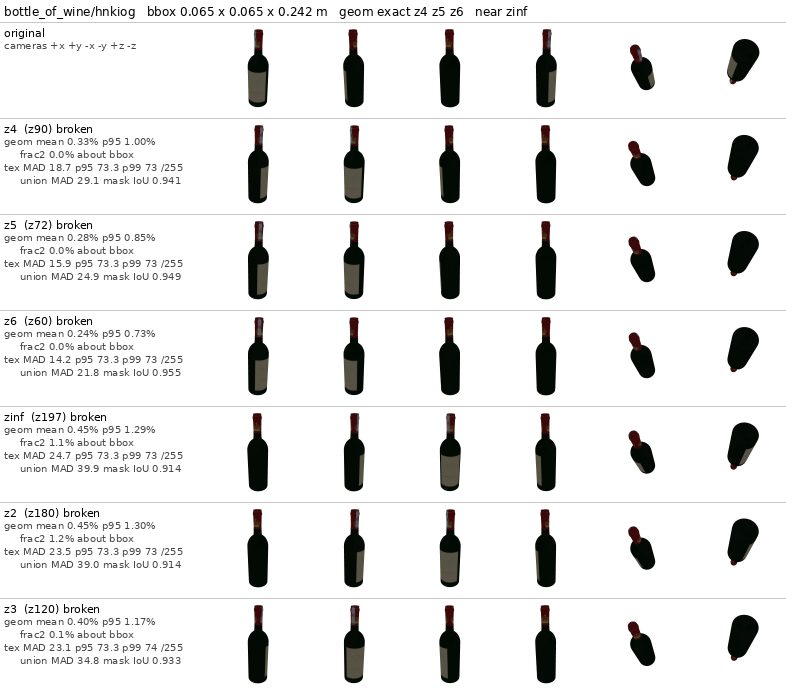 bottle_of_wine/hnkiog bbox 0.065 x 0.065 x 0.242 m geom exact z4 z5 z6 near zinf
original
cameras +x +y -x -y +z -z
z4 (z90) broken
geom mean 0.33% p95 1.00%
frac2 0.0% about bbox
tex MAD 18.7 p95 73.3 p99 73 /255
union MAD 29.1 mask IoU 0.941
z5 (z72) broken
geom mean 0.28% p95 0.85%
frac2 0.0% about bbox
tex MAD 15.9 p95 73.3 p99 73 /255
union MAD 24.9 mask IoU 0.949
z6 (z60) broken
geom mean 0.24% p95 0.73%
frac2 0.0% about bbox
tex MAD 14.2 p95 73.3 p99 73 /255
union MAD 21.8 mask IoU 0.955
zinf (z197) broken
geom mean 0.45% p95 1.29%
frac2 1.1% about bbox
tex MAD 24.7 p95 73.3 p99 73 /255
union MAD 39.9 mask IoU 0.914
z2 (z180) broken
geom mean 0.45% p95 1.30%
frac2 1.2% about bbox
tex MAD 23.5 p95 73.3 p99 73 /255
union MAD 39.0 mask IoU 0.914
z3 (z120) broken
geom mean 0.40% p95 1.17%
frac2 0.1% about bbox
tex MAD 23.1 p95 73.3 p99 74 /255
union MAD 34.8 mask IoU 0.933